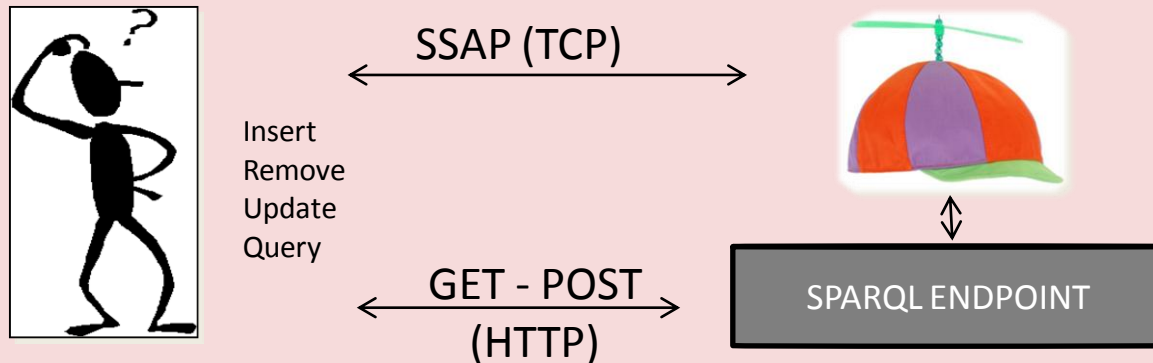 ?
SSAP (TCP)
Insert
Remove
Update
Query
GET - POST
(HTTP)
SPARQL ENDPOINT